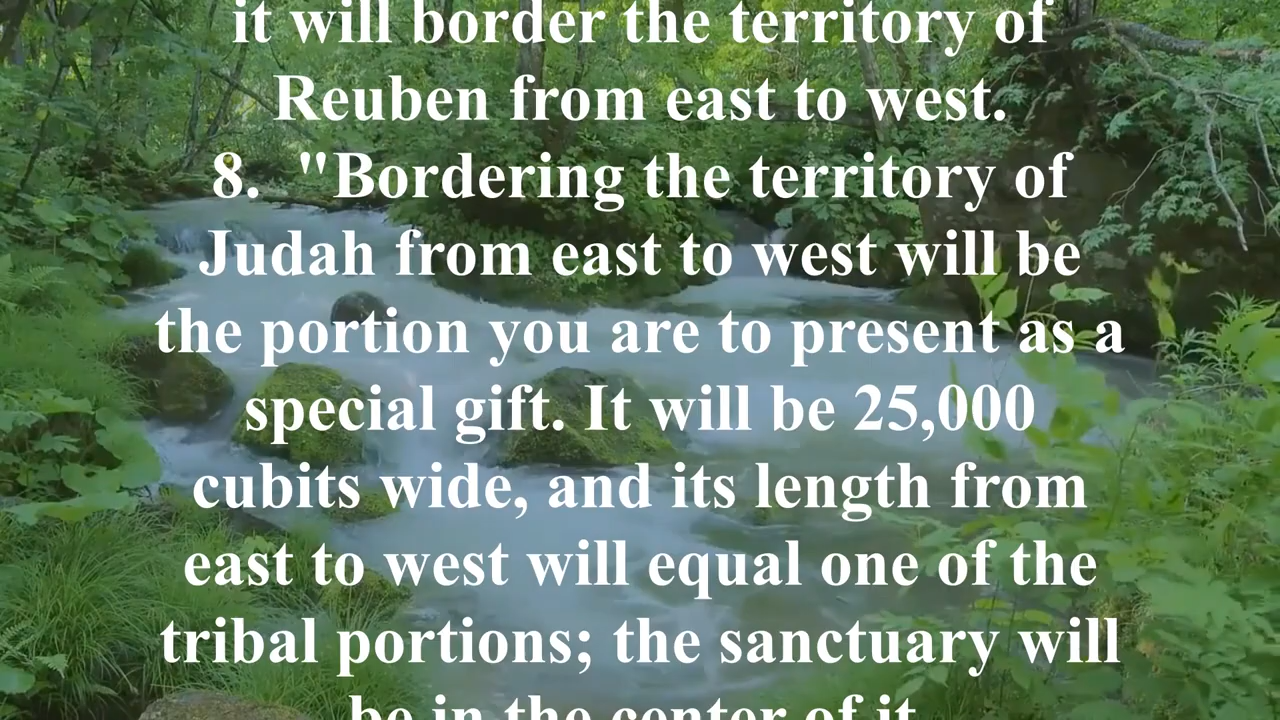 it will border the territory of
Reuben from east to west.
8.  "Bordering the territory of
Judah from east to west will be
the portion you are to present as a
special gift. It will be 25,000
cubits wide, and its length from
east to west will equal one of the
tribal portions; the sanctuary will
be in the center of it